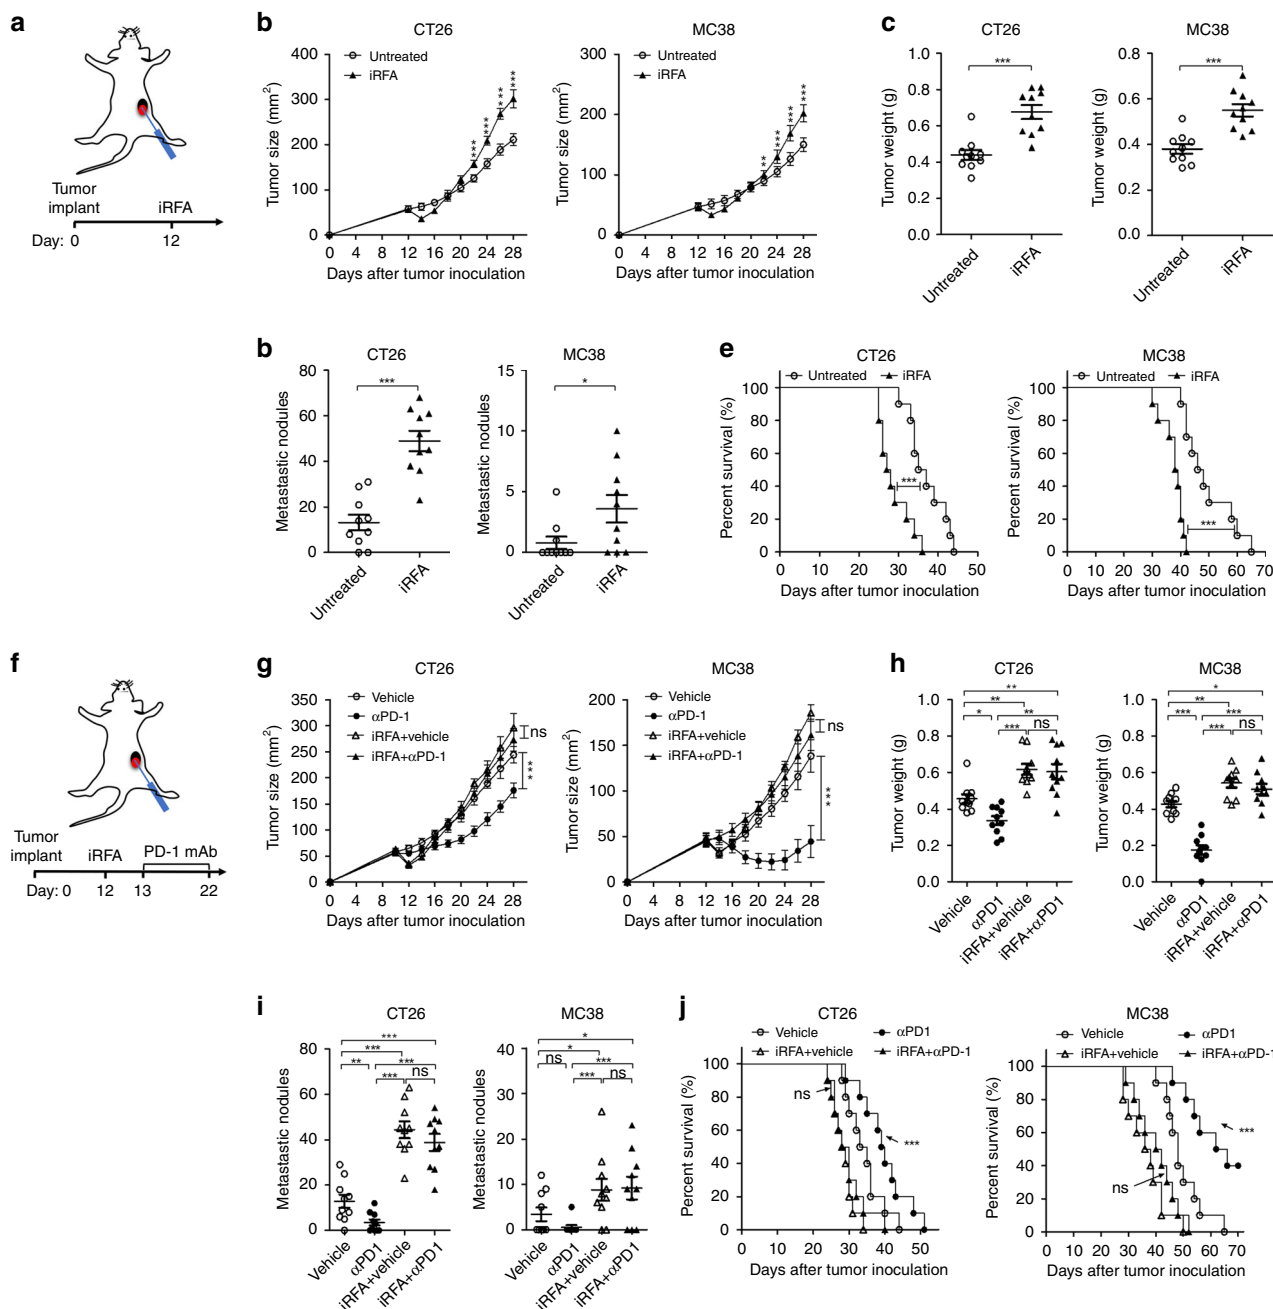 a
Tumor
implant
iRFA
Day: 0
12
b
CT26
Untreated
iRFA
Tumor size (mm²)
400
300
200
100
0
***
***
***
***
0 4 8 12 16 20 24 28
Days after tumor inoculation
MC38
Untreated
iRFA
Tumor size (mm²)
300
200
100
0
**
***
***
***
0 4 8 12 16 20 24 28
Days after tumor inoculation
c
CT26
Tumor weight (g)
1.0
0.8
0.6
0.4
0.2
0.0
***
Untreated
iRFA
MC38
Tumor weight (g)
0.8
0.6
0.4
0.2
0.0
***
Untreated
iRFA
b
CT26
Metastastic nodules
80
60
40
20
0
***
Untreated
iRFA
MC38
Metastastic nodules
15
10
5
0
*
Untreated
iRFA
e
CT26
Untreated iRFA
Percent survival (%)
100
80
60
40
20
0
***
0 10 20 30 40 50
Days after tumor inoculation
MC38
Untreated iRFA
Percent survival (%)
100
80
60
40
20
0
***
0 10 20 30 40 50 60 70
Days after tumor inoculation
f
Tumor
implant
iRFA
PD-1 mAb
Day: 0 12 13 22
g
CT26
Vehicle
αPD-1
iRFA+vehicle
iRFA+αPD-1
Tumor size (mm²)
350
300
250
200
150
100
50
0
ns
***
0 4 8 12 16 20 24 28
Days after tumor inoculation
MC38
Vehicle
αPD-1
iRFA+vehicle
iRFA+αPD-1
Tumor size (mm²)
200
150
100
50
0
ns
***
0 4 8 12 16 20 24 28
Days after tumor inoculation
h
CT26
Tumor weight (g)
1.0
0.8
0.6
0.4
0.2
0.0
**
**
* **
*** ns
Vehicle
αPD1
iRFA+vehicle
iRFA+αPD1
MC38
Tumor weight (g)
1.0
0.8
0.6
0.4
0.2
0.0
*
**
*** ***
*** ns
Vehicle
αPD1
iRFA+vehicle
iRFA+αPD1
i
CT26
Metastastic nodules
80
60
40
20
0
***
***
** ***
*** ns
Vehicle
αPD1
iRFA+vehicle
iRFA+αPD1
MC38
Metastastic nodules
40
30
20
10
0
*
*
ns ***
*** ns
Vehicle
αPD1
iRFA+vehicle
iRFA+αPD1
j
CT26
Vehicle αPD1
iRFA+vehicle iRFA+αPD-1
Percent survival (%)
100
80
60
40
20
0
ns
***
0 10 20 30 40 50
Days after tumor inoculation
MC38
Vehicle αPD1
iRFA+vehicle iRFA+αPD-1
Percent survival (%)
100
80
60
40
20
0
***
ns
0 10 20 30 40 50 60 70
Days after tumor inoculation